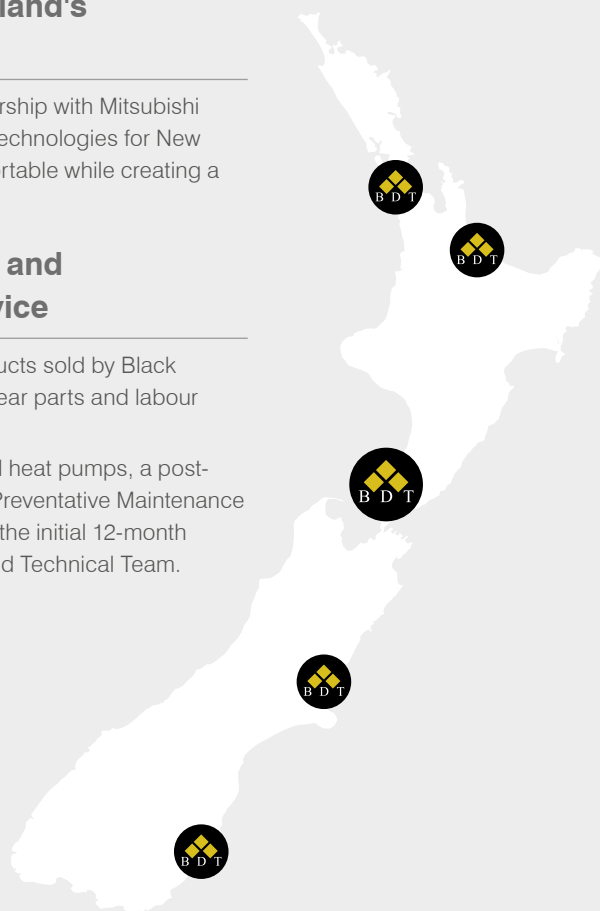 land's
rship with Mitsubishi
echnologies for New
rtable while creating a
and
vice
ucts sold by Black
ear parts and labour
l heat pumps, a post-
Preventative Maintenance
the initial 12-month
d Technical Team.
B D T
B D T
B D T
B D T
B D T